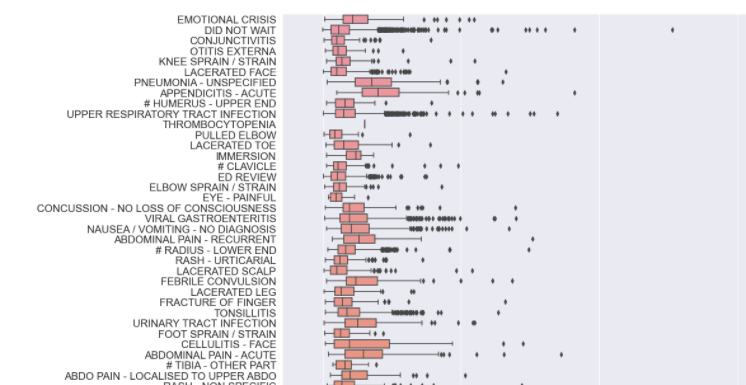 EMOTIONAL CRISIS
DID NOT WAIT
CONJUNCTIVITIS
OTITIS EXTERNA
KNEE SPRAIN / STRAIN
LACERATED FACE
PNEUMONIA - UNSPECIFIED
APPENDICITIS - ACUTE
# HUMERUS - UPPER END
UPPER RESPIRATORY TRACT INFECTION
THROMBOCYTOPENIA
PULLED ELBOW
LACERATED TOE
IMMERSION
# CLAVICLE
ED REVIEW
ELBOW SPRAIN / STRAIN
EYE - PAINFUL
CONCUSSION - NO LOSS OF CONSCIOUSNESS
VIRAL GASTROENTERITIS
NAUSEA / VOMITING - NO DIAGNOSIS
ABDOMINAL PAIN - RECURRENT
# RADIUS - LOWER END
RASH - URTICARIAL
LACERATED SCALP
FEBRILE CONVULSION
LACERATED LEG
FRACTURE OF FINGER
TONSILLITIS
URINARY TRACT INFECTION
FOOT SPRAIN / STRAIN
CELLULITIS - FACE
ABDOMINAL PAIN - ACUTE
# TIBIA - OTHER PART
ABDO PAIN - LOCALISED TO UPPER ABDO
RASH - NON SPECIFIC